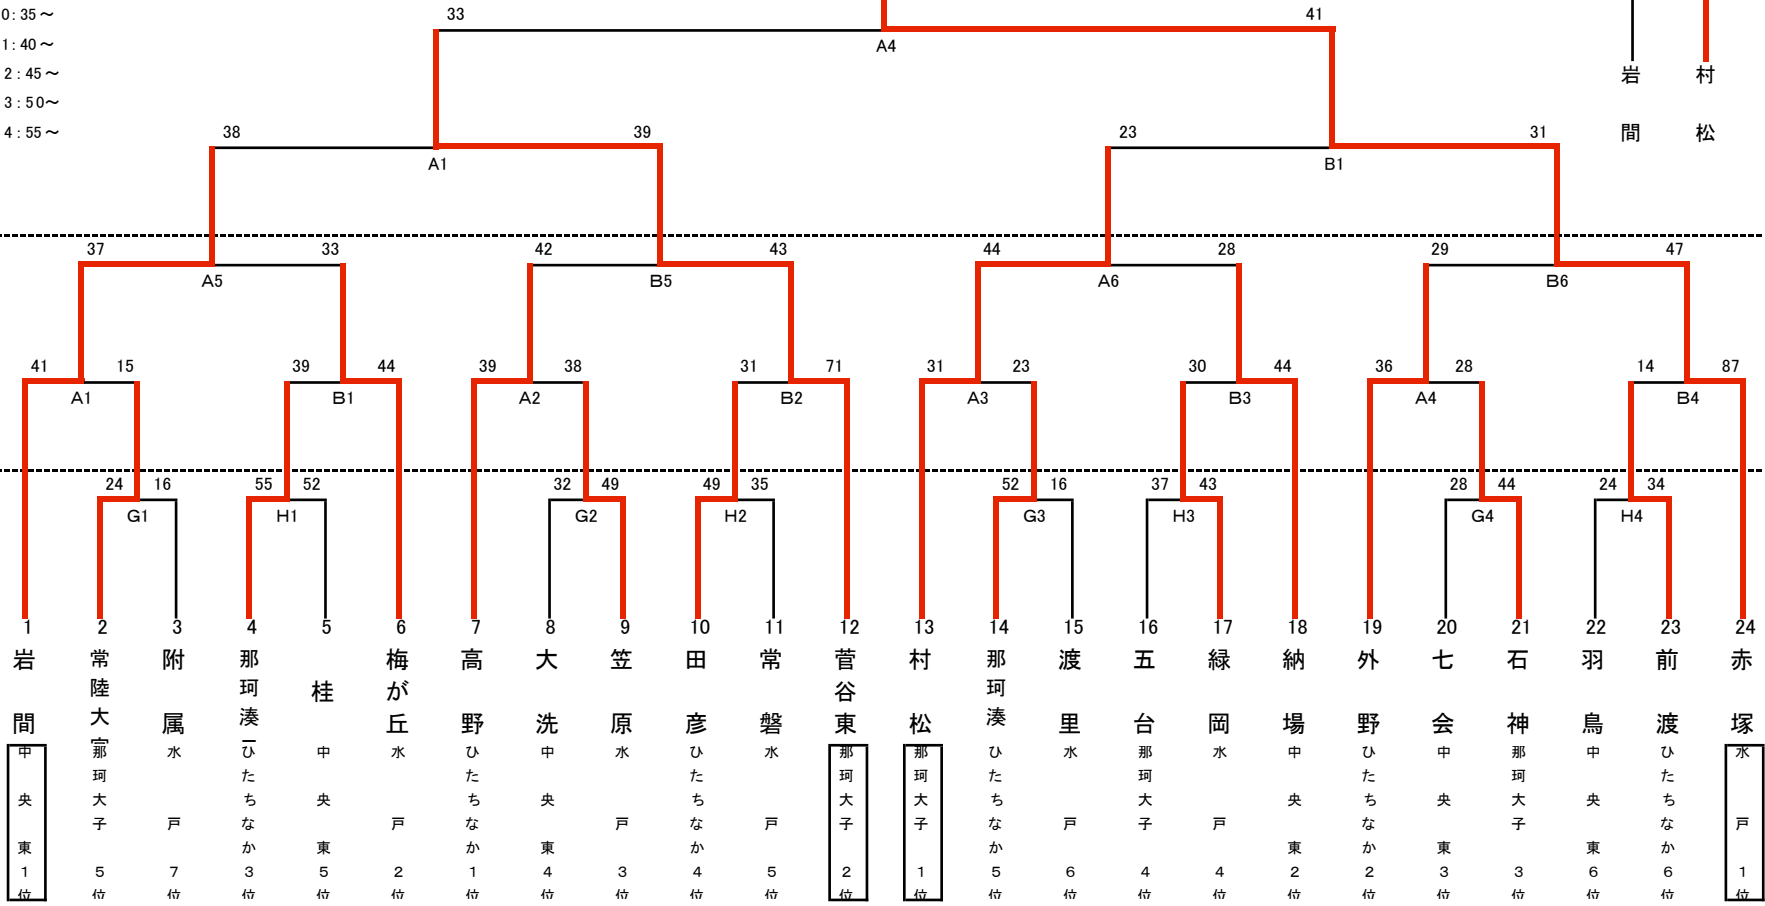 0:35～
33
41
1:40～
A4
2:45～
岩間
村松
3:50～
4:55～
38
39
23
31
A1
B1
37
33
42
43
44
28
29
47
A5
B5
A6
B6
41
15
39
44
39
38
31
71
31
23
30
44
36
28
14
87
A1
B1
A2
B2
A3
B3
A4
B4
24
16
55
52
32
49
49
35
52
16
37
43
28
44
24
34
G1
H1
G2
H2
G3
H3
G4
H4
1
2
3
4
5
6
7
8
9
10
11
12
13
14
15
16
17
18
19
20
21
22
23
24
岩間
常陸大宮
附属
那珂湊
桂
梅が丘
高野
大洗
笠原
田彦
常磐
菅谷東
村松
那珂湊
渡里
五台
緑岡
納場
外野
七会
石神
羽鳥
前渡
赤塚
中央東1位
那珂大子5位
水戸7位
ひたちなか3位
中央東5位
水戸2位
ひたちなか1位
中央東4位
水戸3位
ひたちなか4位
水戸5位
那珂大子2位
那珂大子1位
ひたちなか5位
水戸6位
那珂大子4位
水戸4位
中央東2位
ひたちなか2位
中央東3位
那珂大子3位
中央東6位
ひたちなか6位
水戸1位